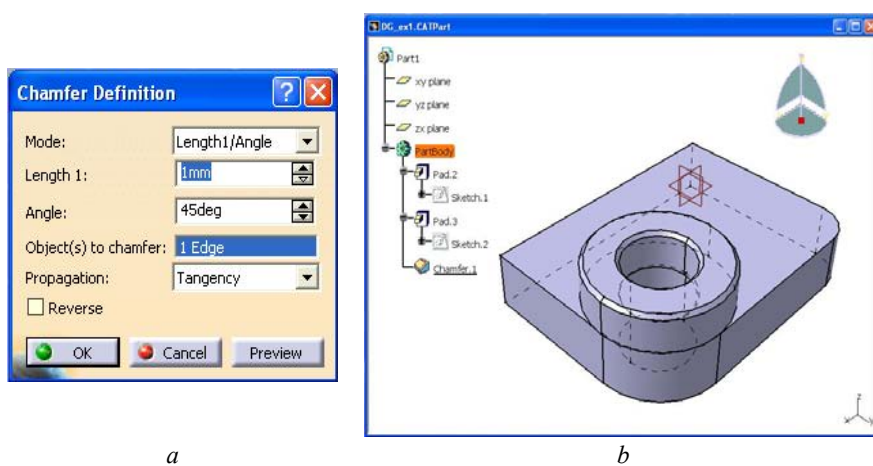 Chamfer Definition
Mode: Length1/Angle
Length 1: 1mm
Angle: 45deg
Object(s) to chamfer: 1 Edge
Propagation: Tangency
Reverse
OK Cancel Preview
a
DG_ex1.CATPart
Part1
xy plane
yz plane
zx plane
PartBody
Pad.2
Sketch.1
Pad.3
Sketch.2
Chamfer.1
z
x y
b